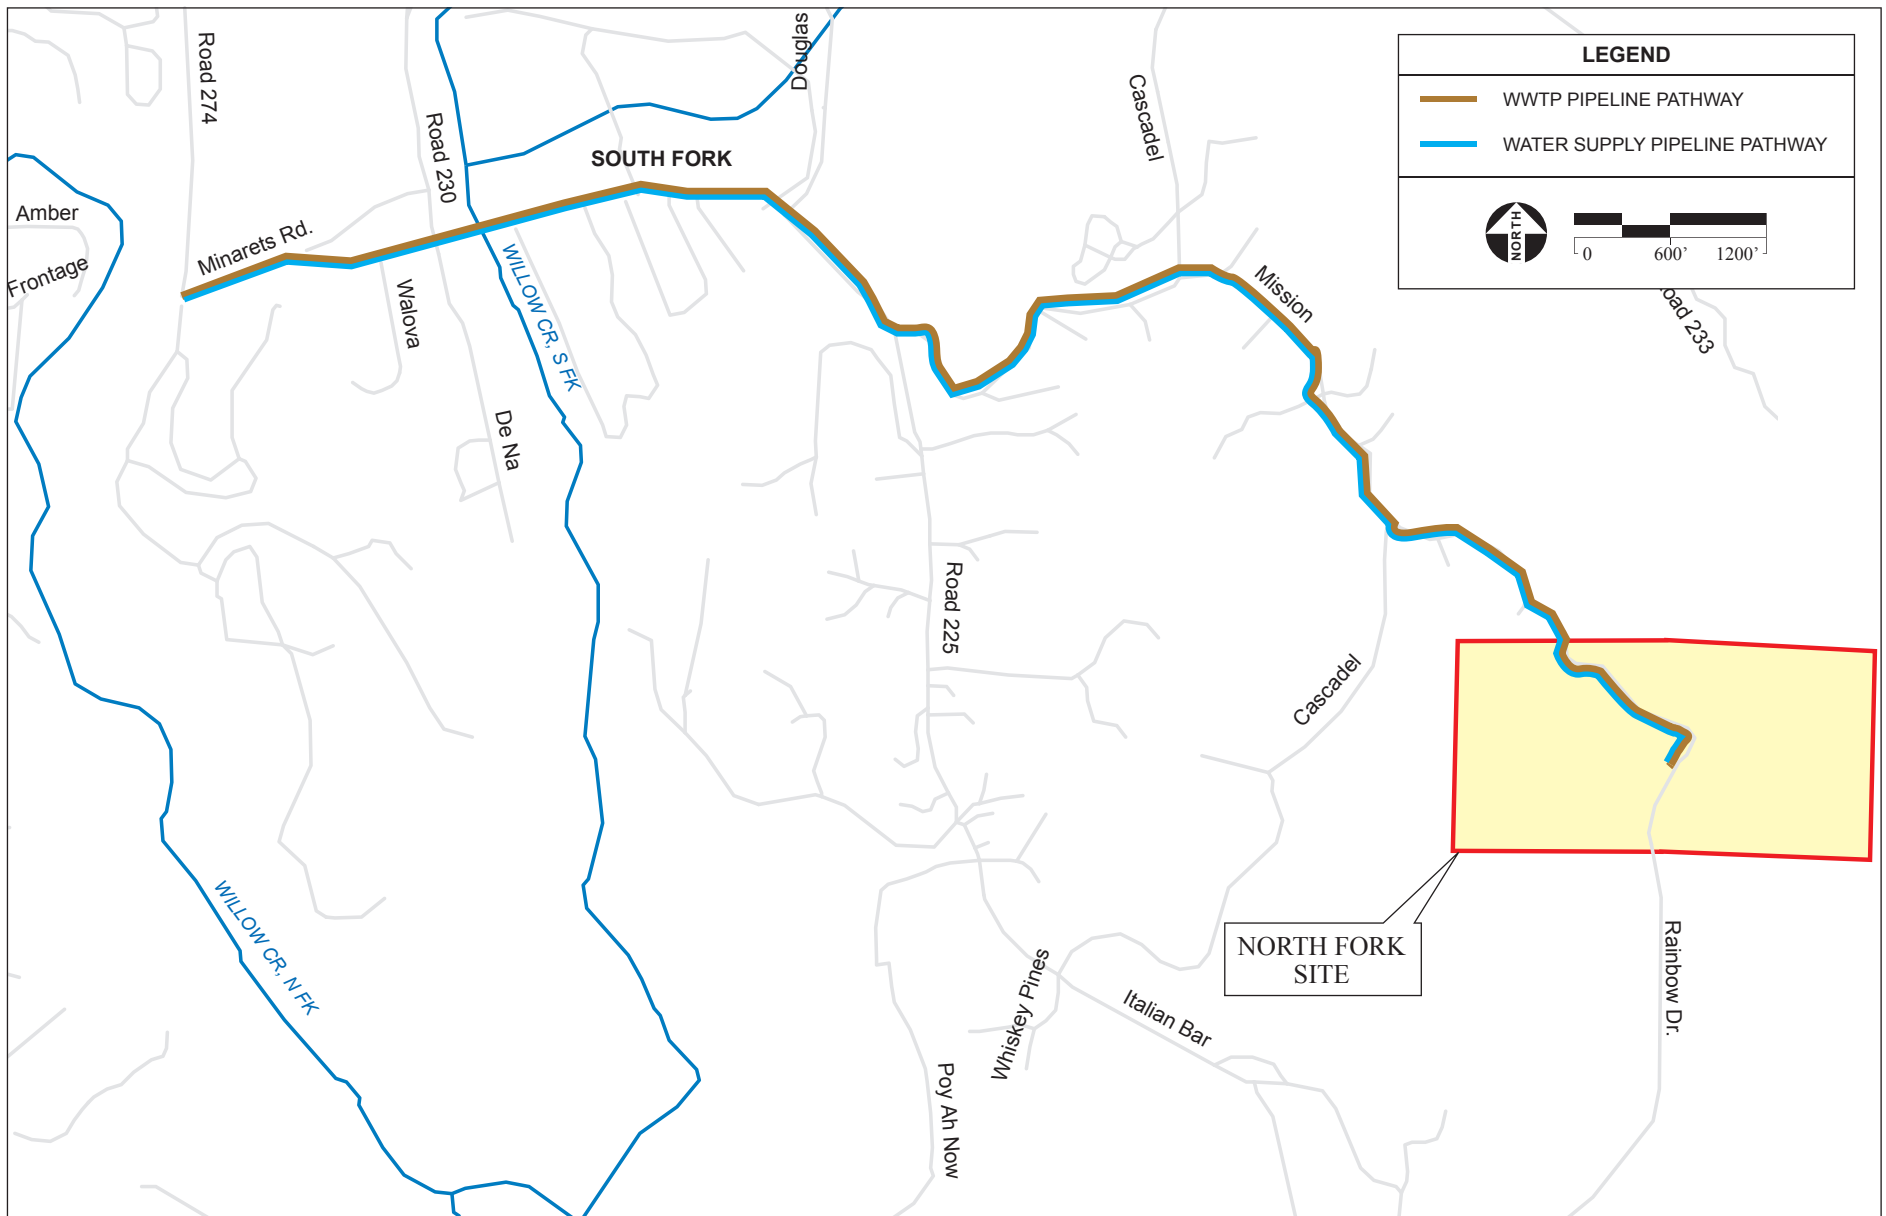 LEGEND
WWTP PIPELINE PATHWAY
WATER SUPPLY PIPELINE PATHWAY
NORTH
0 600’ 1200’
Road 274
Road 230
Douglas
Cascadel
SOUTH FORK
Amber
Frontage
Minarets Rd.
Walova
WILLOW CR, S FK
De Na
Mission
oad 233
Road 225
Cascadel
NORTH FORK
SITE
WILLOW CR, N FK
Whiskey Pines
Italian Bar
Rainbow Dr.
Poy Ah Now